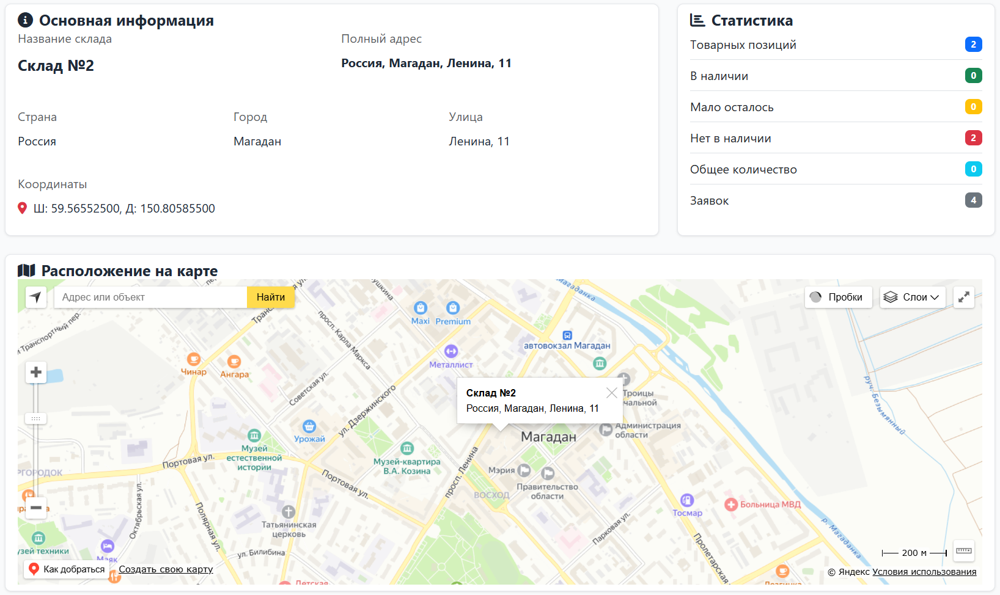 Основная информация
Название склада
Склад №2
Полный адрес
Россия, Магадан, Ленина, 11
Страна
Россия
Город
Магадан
Улица
Ленина, 11
Координаты
Ш: 59.56552500, Д: 150.80585500
Статистика
Товарных позиций 2
В наличии 0
Мало осталось 0
Нет в наличии 2
Общее количество 0
Заявок 4
Расположение на карте
Адрес или объект
Найти
Пробки
Слои
Магаданка
Maxi
Premium
автовокзал Магадан
и Транспортный пер.
просп. Карла Маркса
Металлист
Чинар
Ангара
Советская ул.
ул. Дзержинского
Склад №2
Россия, Магадан, Ленина, 11
Троицы
руч. Безымянный
Урожай
Администрация
области
Магадан
Музей
естественной
истории
Музей-квартира
В.А. Козина
Портовая ул.
Портовая ул.
просп. Ленина
Мэрия
Правительство
области
ВОСХОД
Тосмар
Больница МВД
Октябрьская ул.
Полярная ул.
Татьянинская
церковь
Парковая ул.
р. Магаданка
Пролетарская ул.
ул. Билибина
Маяк
Как добраться
Создать свою карту
200 м
© Яндекс Условия использования